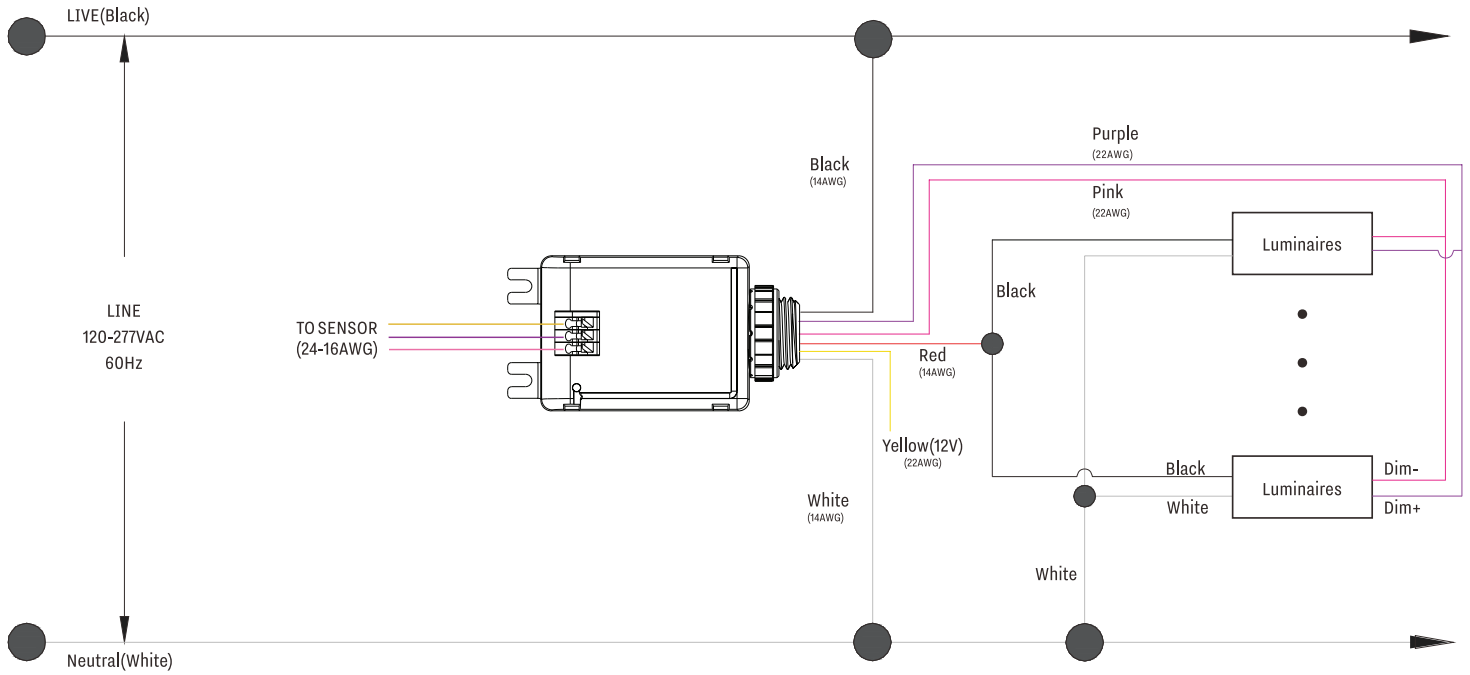 LIVE(Black)
Purple
(22AWG)
Black
(14AWG)
Pink
(22AWG)
Luminaires
Black
LINE
120-277VAC
60Hz
TO SENSOR
(24-16AWG)
Red
(14AWG)
Yellow(12V)
(22AWG)
Black
White
Luminaires
Dim-
Dim+
White
(14AWG)
White
Neutral(White)